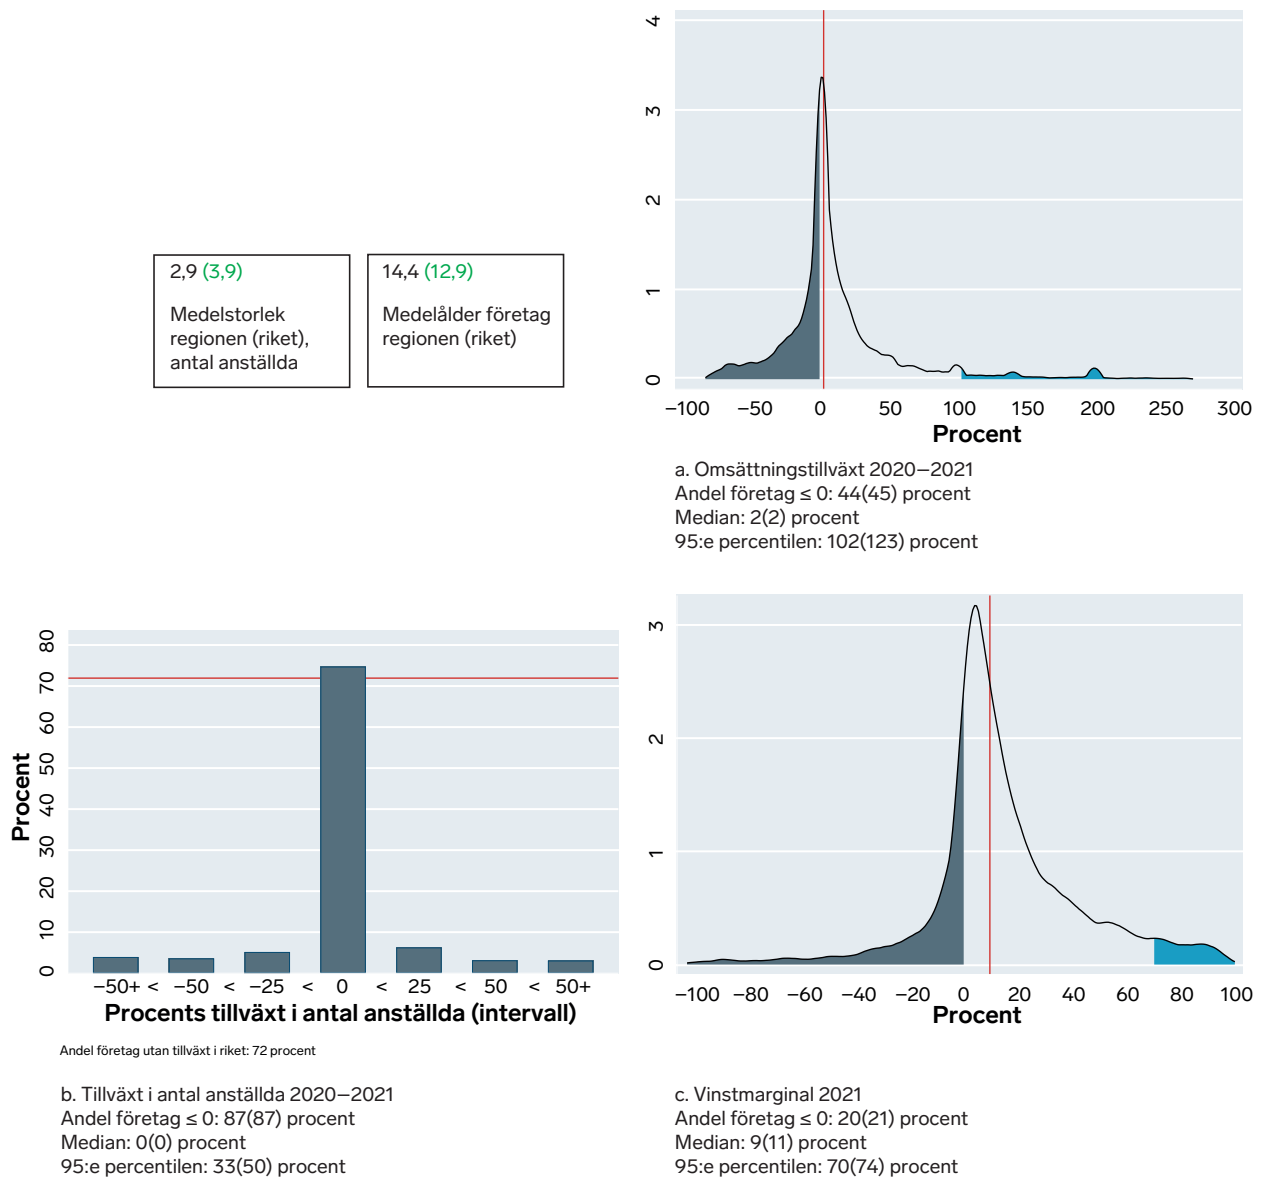 2,9 (3,9)
Medelstorlek
regionen (riket),
antal anställda
14,4 (12,9)
Medelålder företag
regionen (riket)
4
3
2
1
0
−100 −50 0 50 100 150 200 250 300
Procent
a. Omsättningstillväxt 2020–2021
Andel företag ≤ 0: 44(45) procent
Median: 2(2) procent
95:e percentilen: 102(123) procent
Procent
80
70
60
50
40
30
20
10
0
−50+ < −50 < −25 < 0 < 25 < 50 < 50+
Procents tillväxt i antal anställda (intervall)
Andel företag utan tillväxt i riket: 72 procent
b. Tillväxt i antal anställda 2020–2021
Andel företag ≤ 0: 87(87) procent
Median: 0(0) procent
95:e percentilen: 33(50) procent
3
2
1
0
−100 −80 −60 −40 −20 0 20 40 60 80 100
Procent
c. Vinstmarginal 2021
Andel företag ≤ 0: 20(21) procent
Median: 9(11) procent
95:e percentilen: 70(74) procent